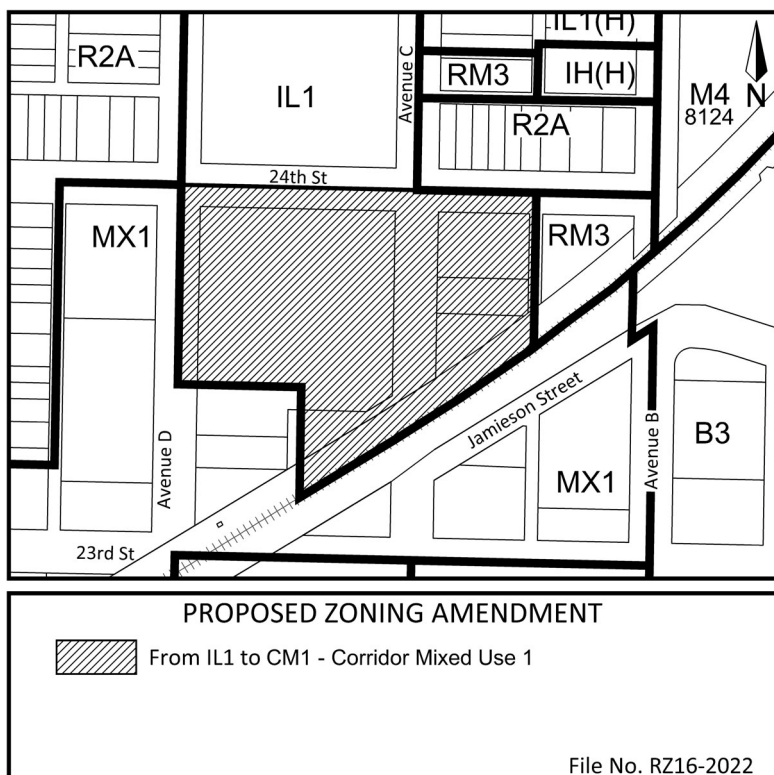 IL1(H)
R2A
Avenue C
RM3
IH(H)
IL1
M4
N
8124
R2A
24th St
MX1
RM3
Jamieson Street
Avenue D
Avenue B
B3
MX1
23rd St
PROPOSED ZONING AMENDMENT
From IL1 to CM1 - Corridor Mixed Use 1
File No. RZ16-2022